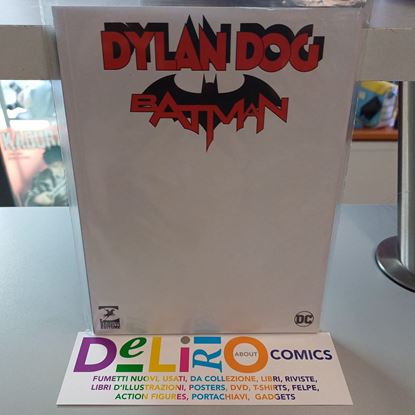 DYLAN DOG
BATMAN
DC
DeLiRiO ABOUT COMICS
FUMETTI NUOVI, USATI, DA COLLEZIONE, LIBRI, RIVISTE,
LIBRI D'ILLUSTRAZIONI, POSTERS, DVD, T-SHIRTS, FELPE,
ACTION FIGURES, PORTACHIAVI, GADGETS